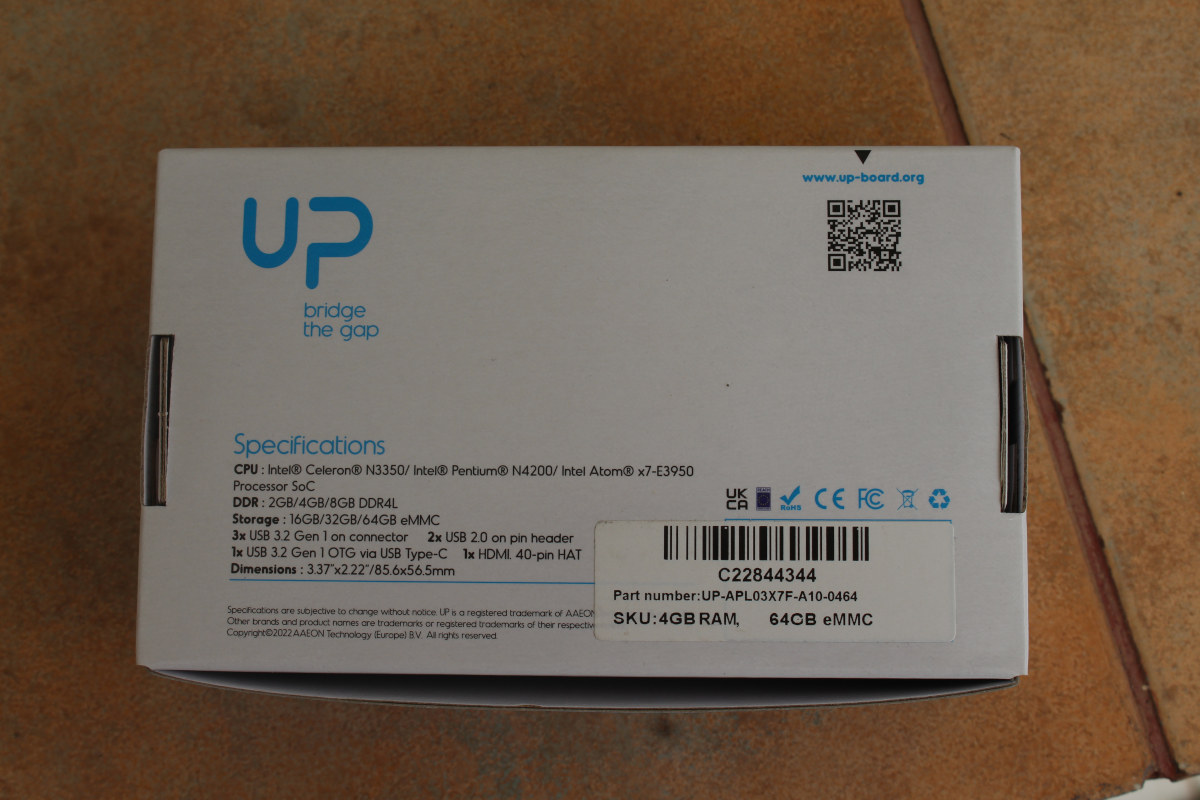 UP
bridge
the gap
www.up-board.org
Specifications
CPU : Intel® Celeron® N3350/ Intel® Pentium® N4200/ Intel Atom® x7-E3950
Processor SoC
DDR : 2GB/4GB/8GB DDR4L
Storage : 16GB/32GB/64GB eMMC
3x USB 3.2 Gen 1 on connector 2x USB 2.0 on pin header
1x USB 3.2 Gen 1 OTG via USB Type-C 1x HDMI. 40-pin HAT
Dimensions : 3.37"x2.22"/85.6x56.5mm
Specifications are subjective to change without notice. UP is a registered trademark of AAEON
Other brands and product names are trademarks or registered trademarks of their respective
Copyright©2022 AAEON Technology (Europe) B.V. All rights reserved.
UK
CA
RoHS
CE
FC
C22844344
Part number:UP-APL03X7F-A10-0464
SKU:4GB RAM, 64GB eMMC